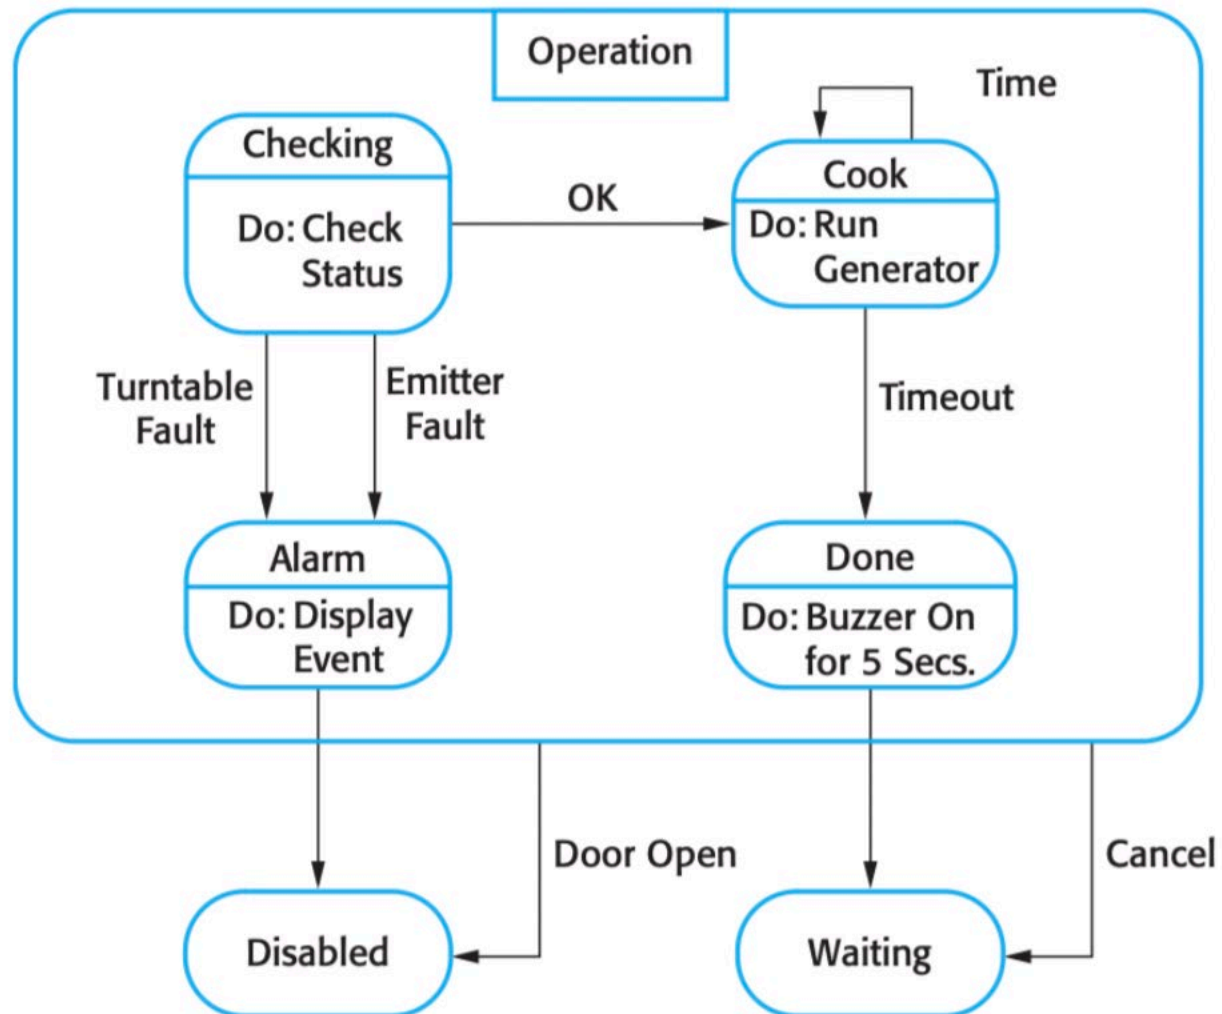 Operation
Time
Checking
Do: Check
Status
OK
Cook
Do: Run
Generator
Turntable
Fault
Emitter
Fault
Timeout
Alarm
Do: Display
Event
Done
Do: Buzzer On
for 5 Secs.
Door Open
Cancel
Disabled
Waiting